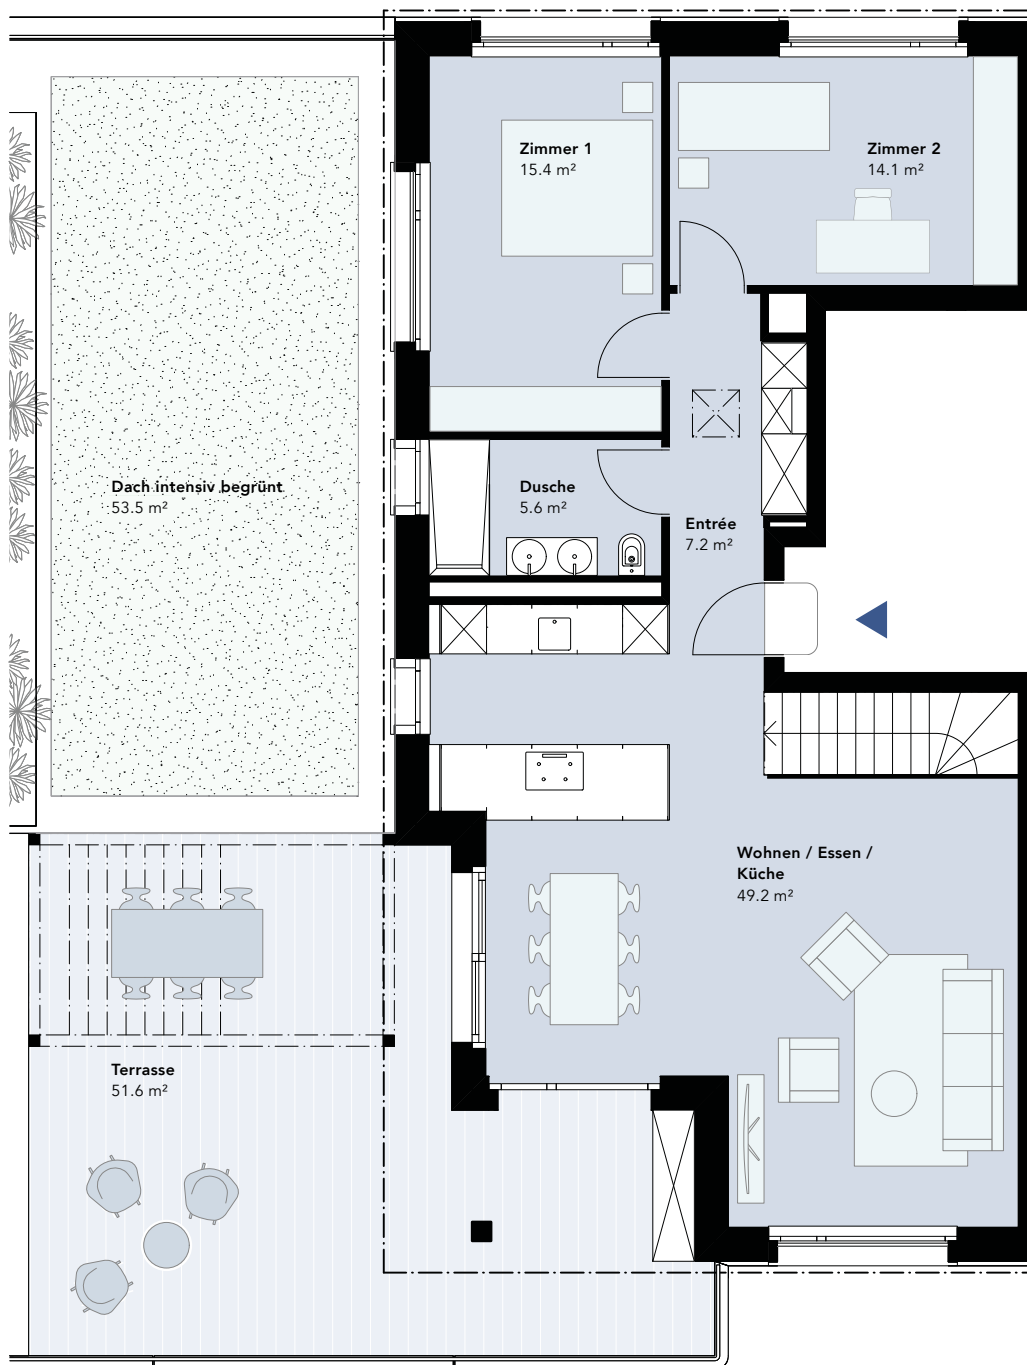 Zimmer 1
15.4 m²
Zimmer 2
14.1 m²
Dach intensiv begrünt
53.5 m²
Dusche
5.6 m²
Entrée
7.2 m²
Wohnen / Essen /
Küche
49.2 m²
Terrasse
51.6 m²